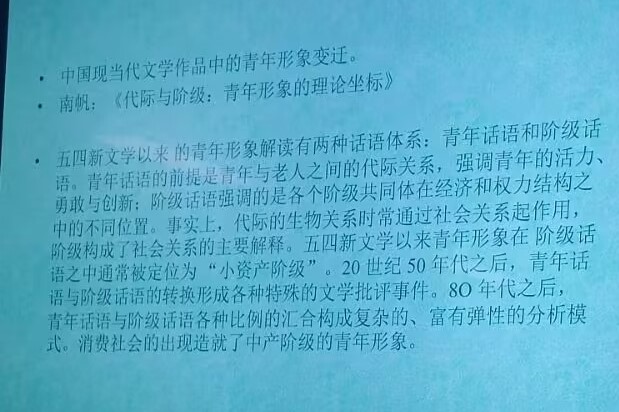 • 中国现当代文学作品中的青年形象变迁。
• 南帆：《代际与阶级：青年形象的理论坐标》
• 五四新文学以来 的青年形象解读有两种话语体系：青年话语和阶级话
语。青年话语的前提是青年与老人之间的代际关系，强调青年的活力、
勇敢与创新；阶级话语强调的是各个阶级共同体在经济和权力结构之
中的不同位置。事实上，代际的生物关系时常通过社会关系起作用，
阶级构成了社会关系的主要解释。五四新文学以来青年形象在 阶级话
语之中通常被定位为 “小资产阶级”。20 世纪 50 年代之后，青年话
语与阶级话语的转换形成各种特殊的文学批评事件。8O 年代之后，
青年话语与阶级话语各种比例的汇合构成复杂的、富有弹性的分析模
式。消费社会的出现造就了中产阶级的青年形象。